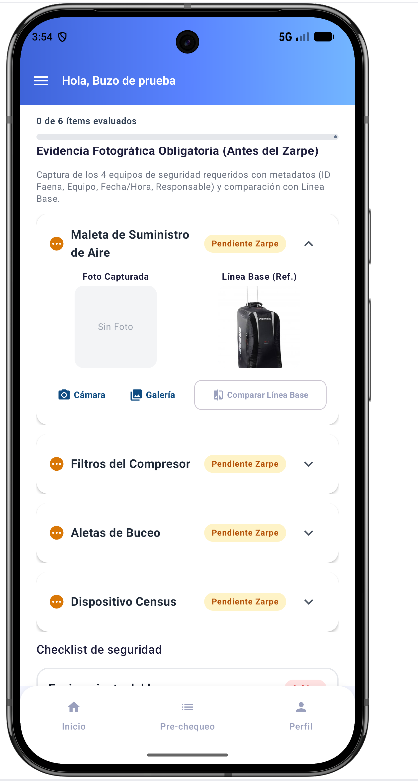 3:54
5G
Hola, Buzo de prueba
0 de 6 ítems evaluados
Evidencia Fotográfica Obligatoria (Antes del Zarpe)
Captura de los 4 equipos de seguridad requeridos con metadatos (ID
Faena, Equipo, Fecha/Hora, Responsable) y comparación con Línea
Base.
Maleta de Suministro
de Aire
Pendiente Zarpe
Foto Capturada
Línea Base (Ref.)
Sin Foto
Cámara
Galería
Comparar Línea Base
Filtros del Compresor
Pendiente Zarpe
Aletas de Buceo
Pendiente Zarpe
Dispositivo Census
Pendiente Zarpe
Checklist de seguridad
Inicio
Pre-chequeo
Perfil